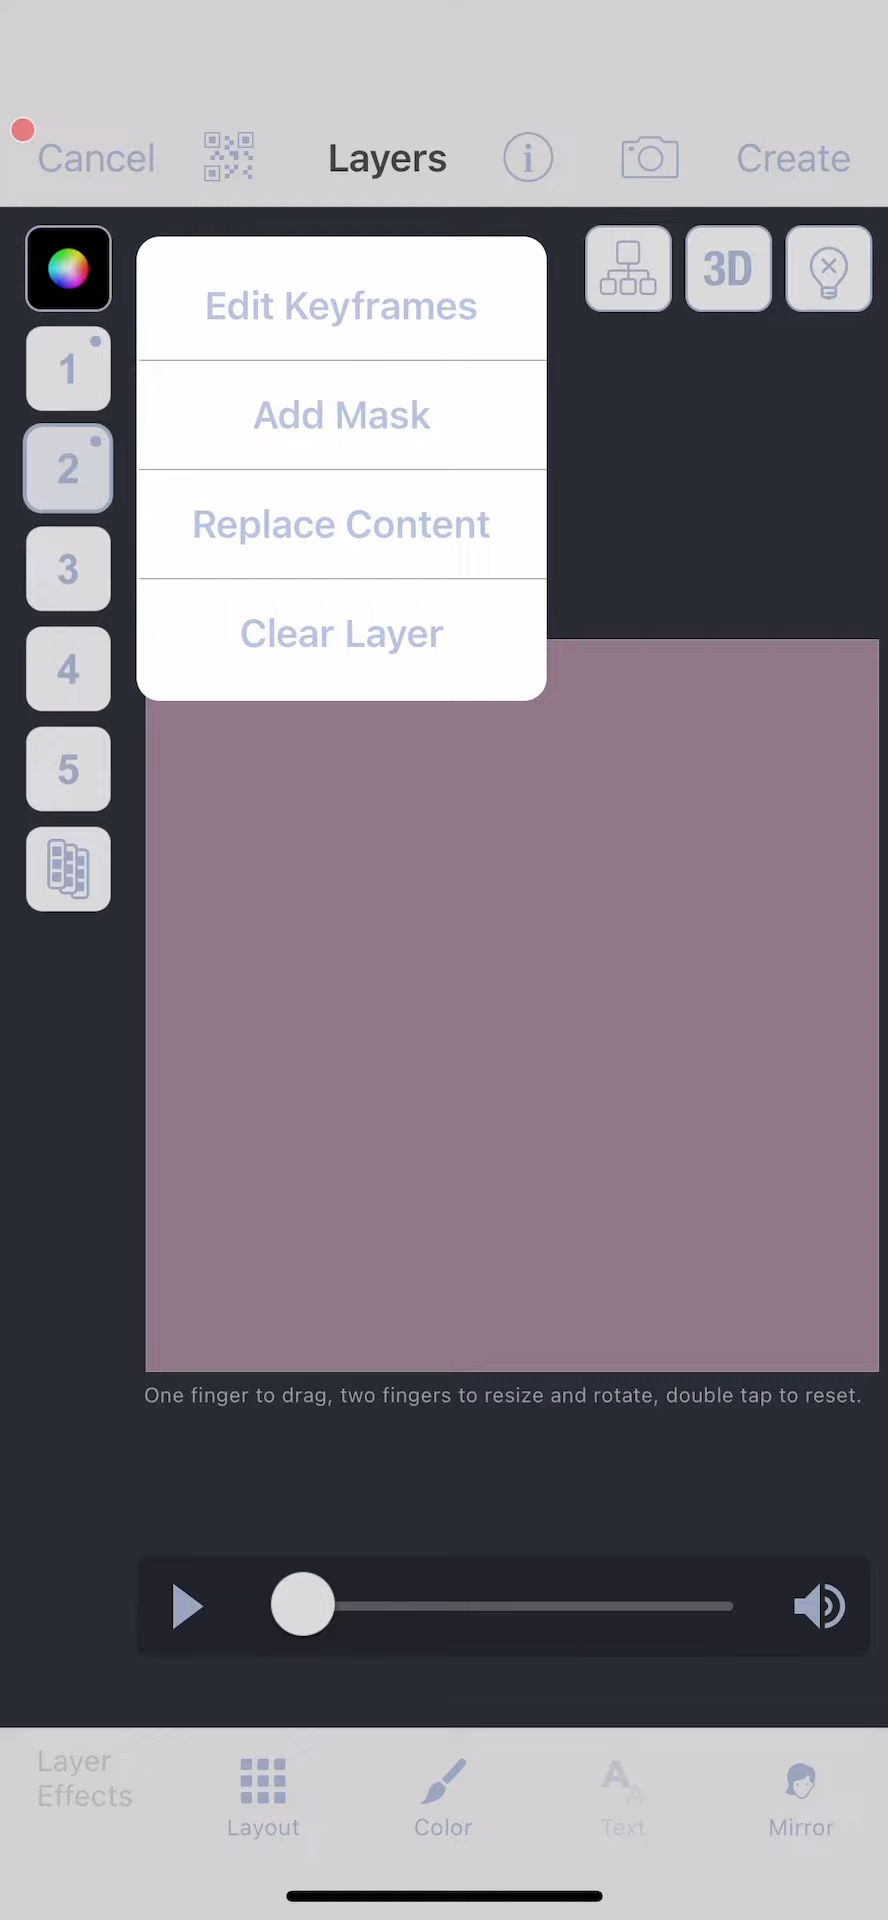 Cancel
Layers
Create
3D
1
2
3
4
5
Edit Keyframes
Add Mask
Replace Content
Clear Layer
One finger to drag, two fingers to resize and rotate, double tap to reset.
Layer
Effects
Layout
Color
Text
Mirror